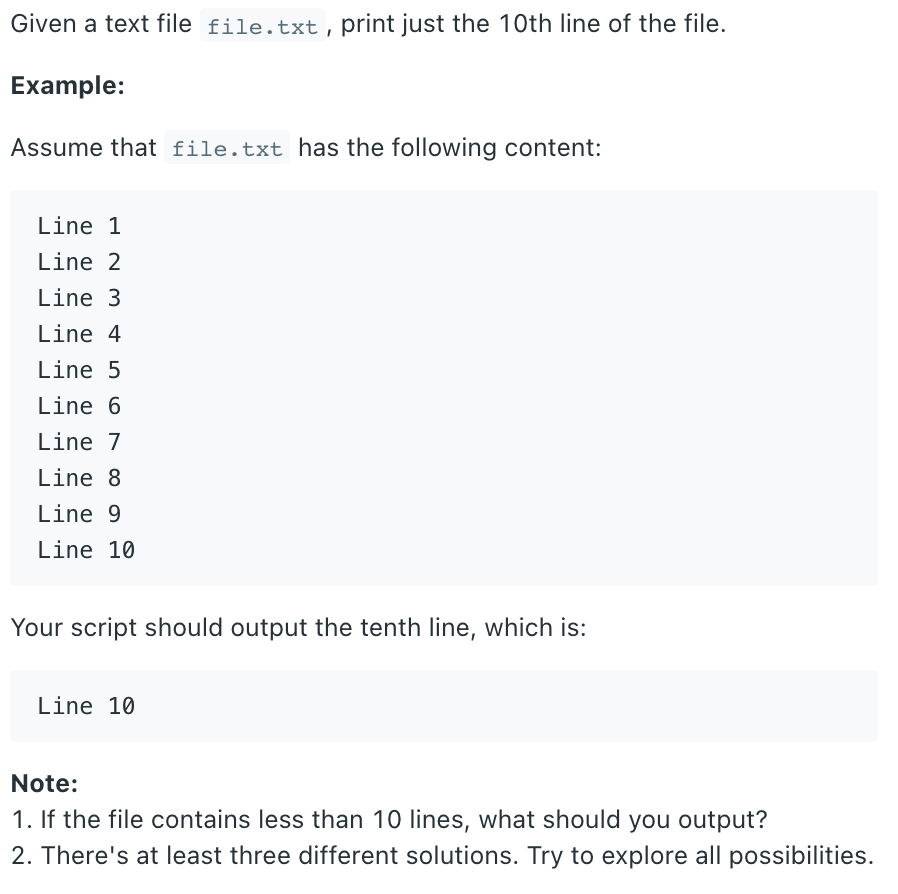 Given a text file file.txt, print just the 10th line of the file.
Example:
Assume that file.txt has the following content:
Line 1
Line 2
Line 3
Line 4
Line 5
Line 6
Line 7
Line 8
Line 9
Line 10
Your script should output the tenth line, which is:
Line 10
Note:
1. If the file contains less than 10 lines, what should you output?
2. There's at least three different solutions. Try to explore all possibilities.